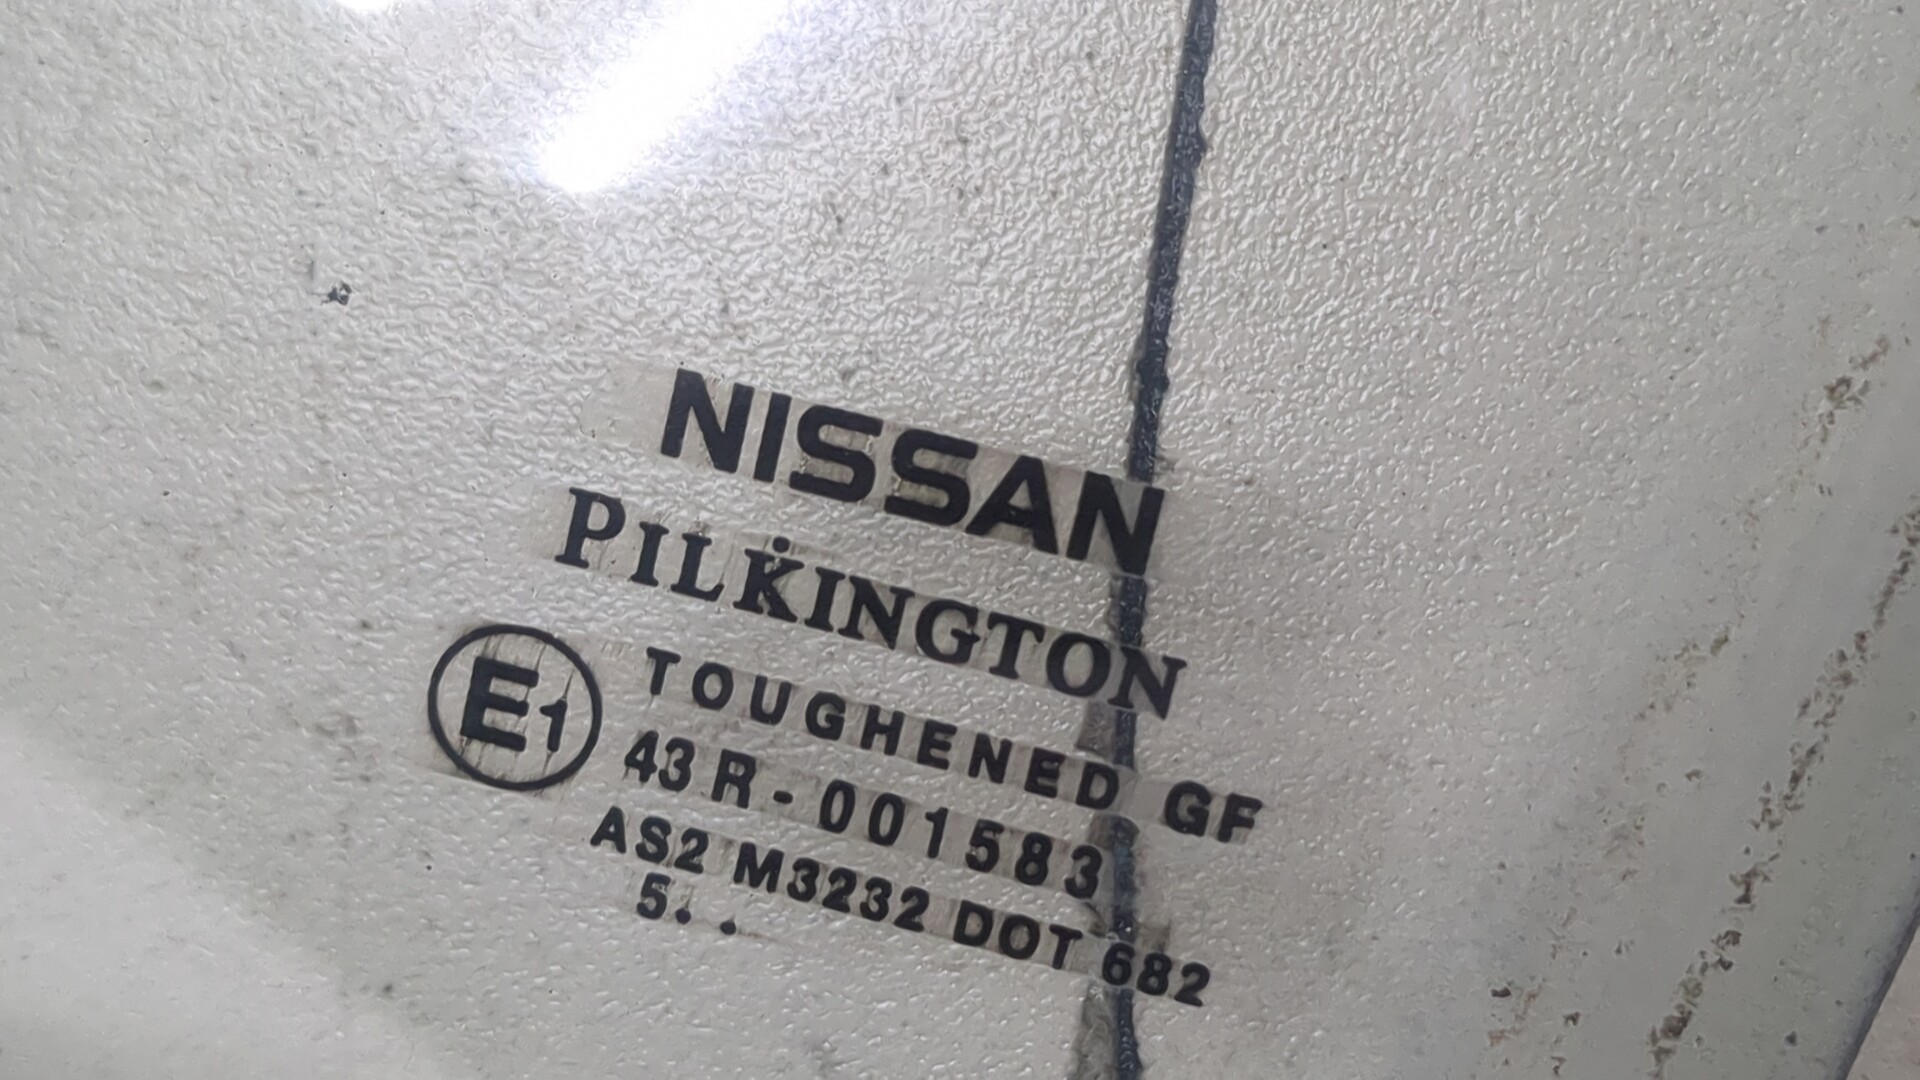 NISSAN
PILKINGTON
E1
TOUGHENED GF
43R-001583
AS2 M3232 DOT 682
5. .